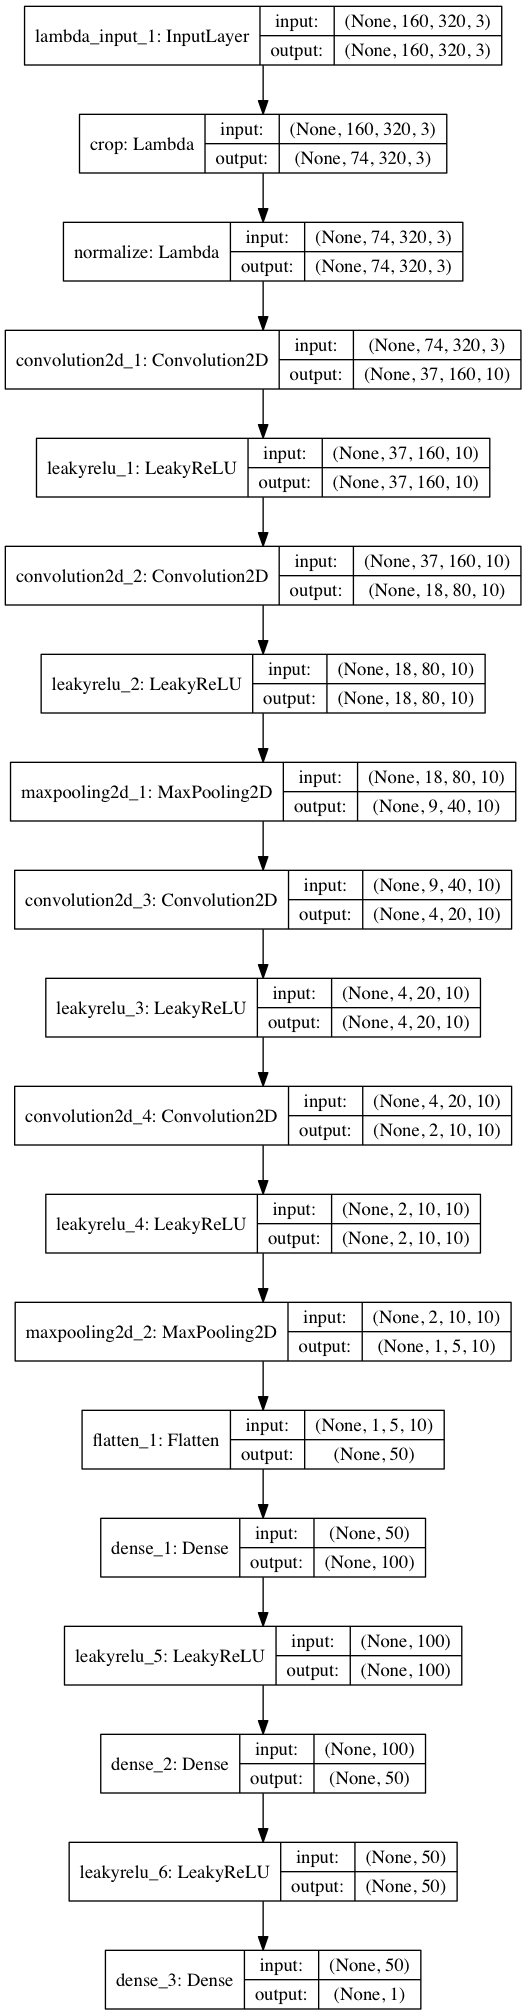 lambda_input_1: InputLayer
input:
(None, 160, 320, 3)
output:
(None, 160, 320, 3)
crop: Lambda
input:
(None, 160, 320, 3)
output:
(None, 74, 320, 3)
normalize: Lambda
input:
(None, 74, 320, 3)
output:
(None, 74, 320, 3)
convolution2d_1: Convolution2D
input:
(None, 74, 320, 3)
output:
(None, 37, 160, 10)
leakyrelu_1: LeakyReLU
input:
(None, 37, 160, 10)
output:
(None, 37, 160, 10)
convolution2d_2: Convolution2D
input:
(None, 37, 160, 10)
output:
(None, 18, 80, 10)
leakyrelu_2: LeakyReLU
input:
(None, 18, 80, 10)
output:
(None, 18, 80, 10)
maxpooling2d_1: MaxPooling2D
input:
(None, 18, 80, 10)
output:
(None, 9, 40, 10)
convolution2d_3: Convolution2D
input:
(None, 9, 40, 10)
output:
(None, 4, 20, 10)
leakyrelu_3: LeakyReLU
input:
(None, 4, 20, 10)
output:
(None, 4, 20, 10)
convolution2d_4: Convolution2D
input:
(None, 4, 20, 10)
output:
(None, 2, 10, 10)
leakyrelu_4: LeakyReLU
input:
(None, 2, 10, 10)
output:
(None, 2, 10, 10)
maxpooling2d_2: MaxPooling2D
input:
(None, 2, 10, 10)
output:
(None, 1, 5, 10)
flatten_1: Flatten
input:
(None, 1, 5, 10)
output:
(None, 50)
dense_1: Dense
input:
(None, 50)
output:
(None, 100)
leakyrelu_5: LeakyReLU
input:
(None, 100)
output:
(None, 100)
dense_2: Dense
input:
(None, 100)
output:
(None, 50)
leakyrelu_6: LeakyReLU
input:
(None, 50)
output:
(None, 50)
dense_3: Dense
input:
(None, 50)
output:
(None, 1)